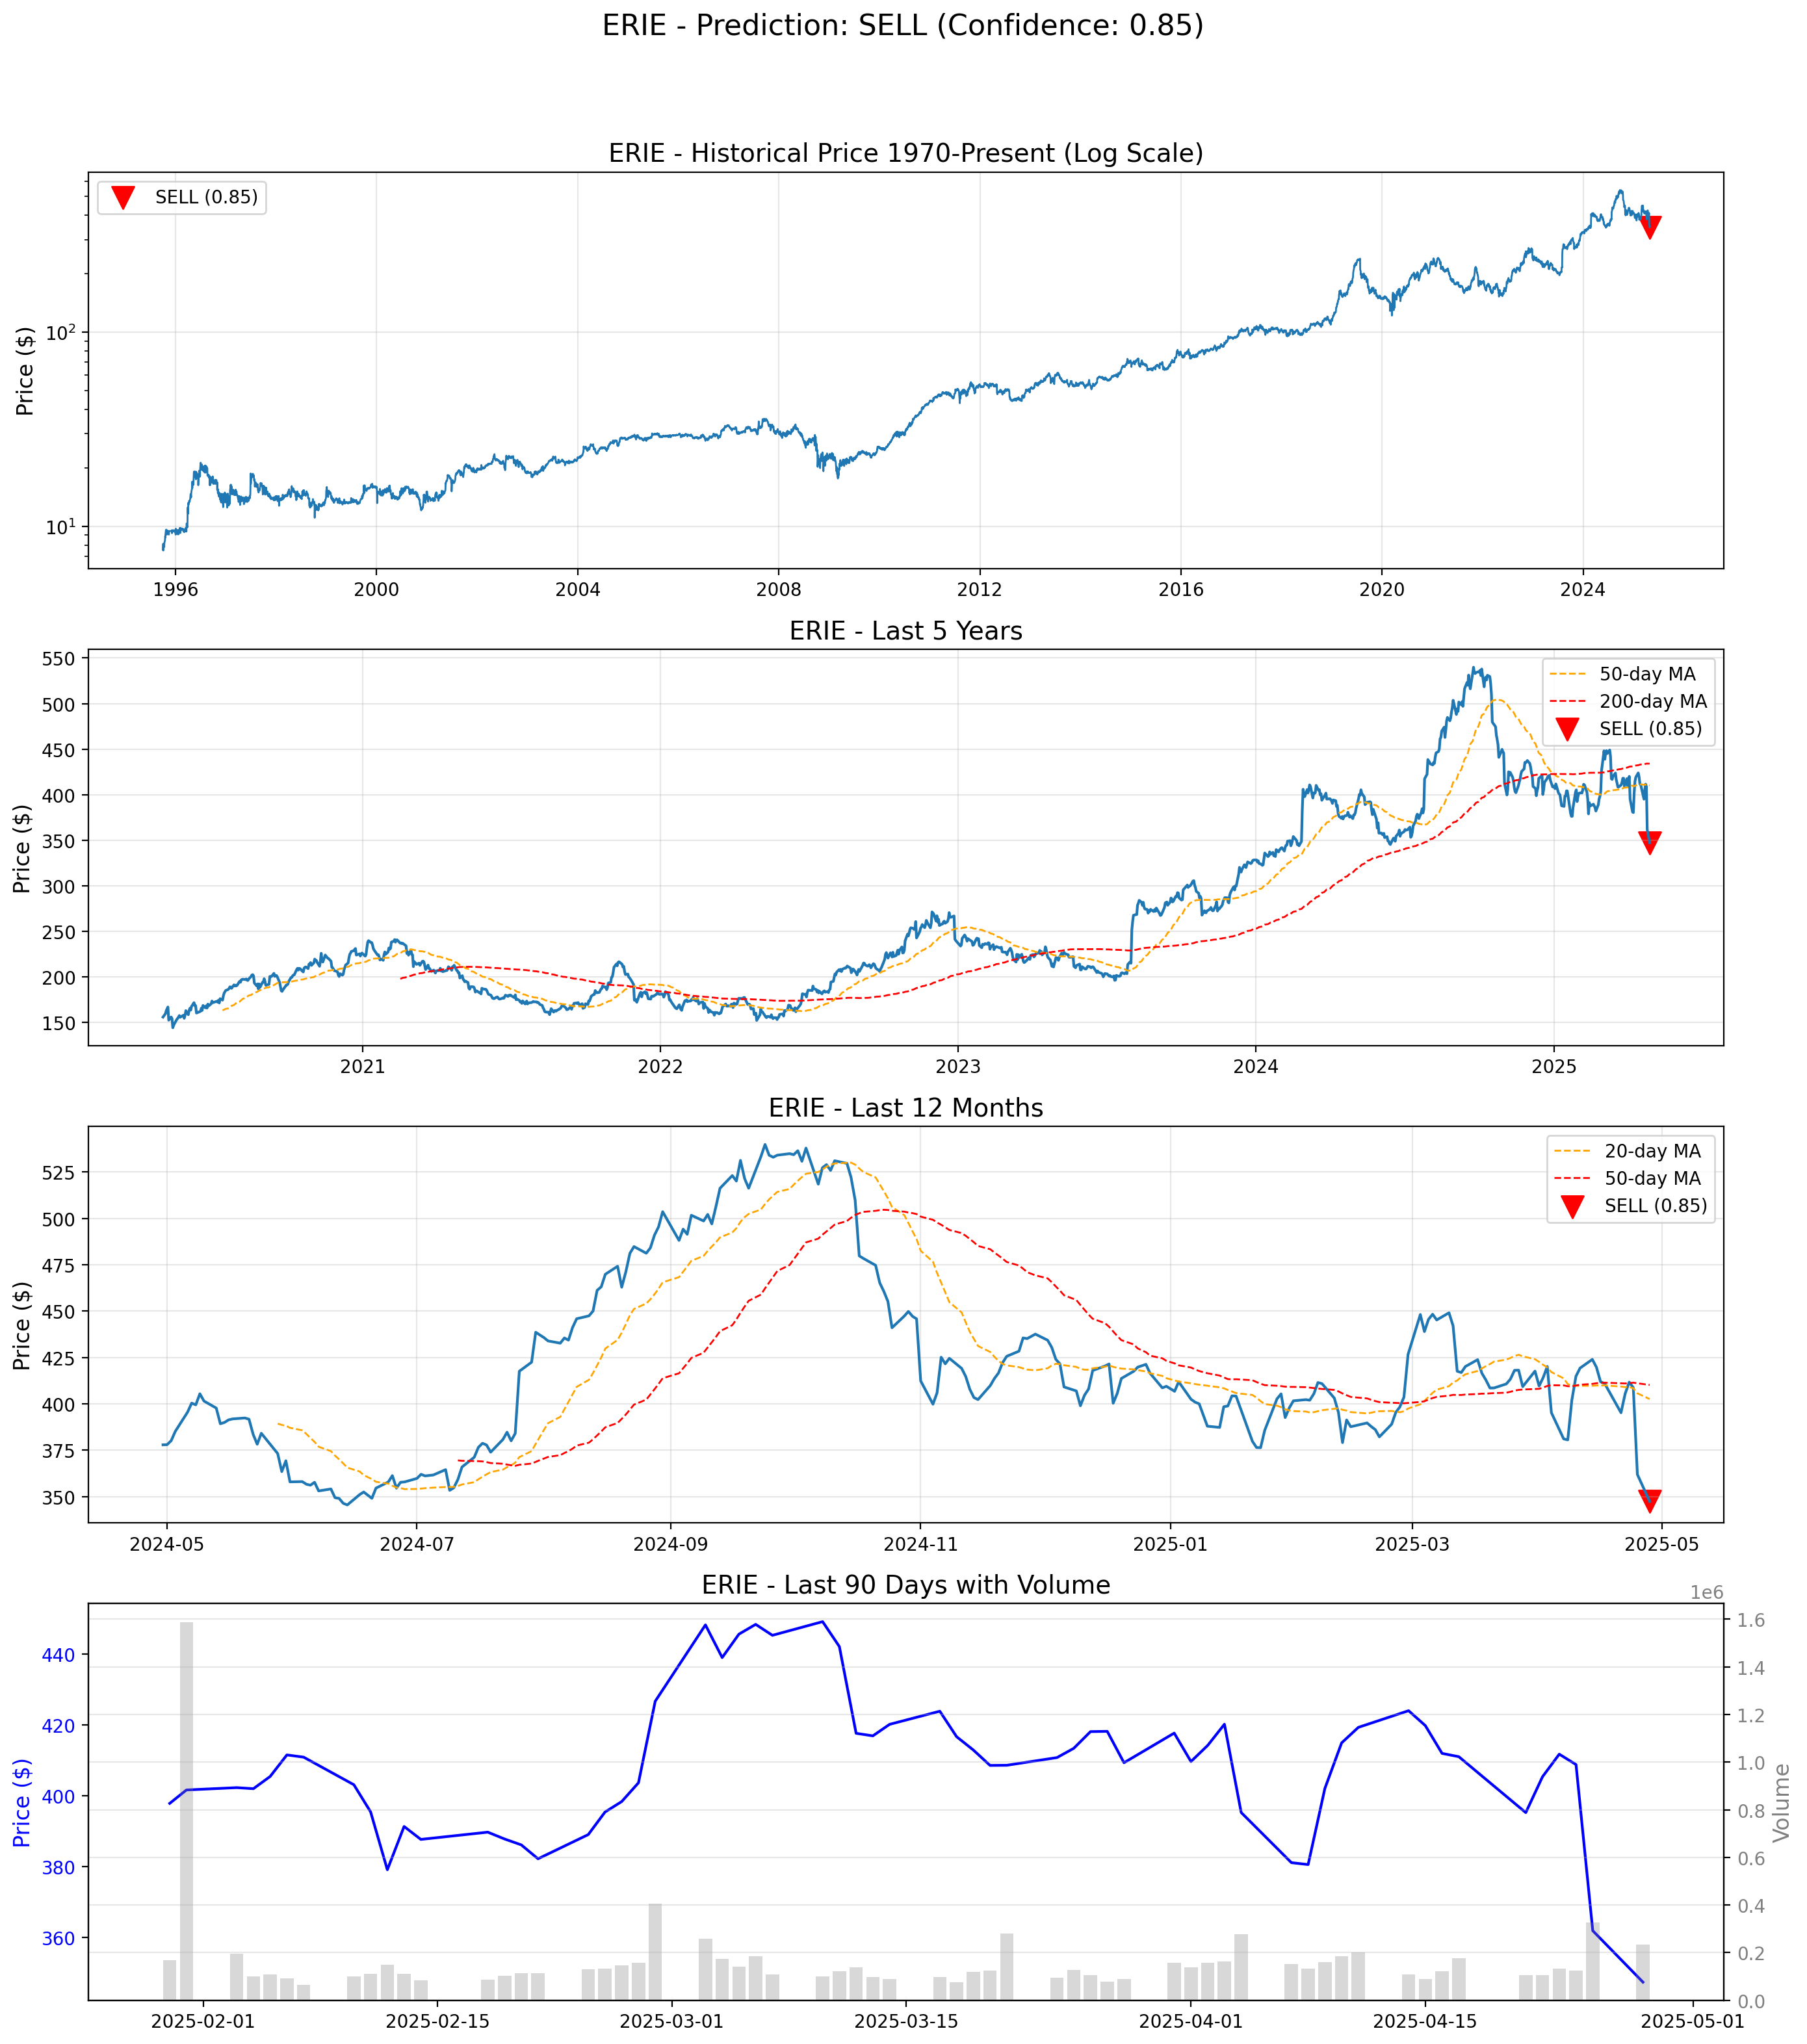 ERIE - Prediction: SELL (Confidence: 0.85)
ERIE - Historical Price 1970-Present (Log Scale)
SELL (0.85)
Price ($)
10²
10¹
1996 2000 2004 2008 2012 2016 2020 2024
ERIE - Last 5 Years
50-day MA
200-day MA
SELL (0.85)
Price ($)
550
500
450
400
350
300
250
200
150
2021 2022 2023 2024 2025
ERIE - Last 12 Months
20-day MA
50-day MA
SELL (0.85)
Price ($)
525
500
475
450
425
400
375
350
2024-05 2024-07 2024-09 2024-11 2025-01 2025-03 2025-05
ERIE - Last 90 Days with Volume
1e6
Price ($)
440
420
400
380
360
1.6
1.4
1.2
1.0
0.8
0.6
0.4
0.2
0.0
Volume
2025-02-01 2025-02-15 2025-03-01 2025-03-15 2025-04-01 2025-04-15 2025-05-01